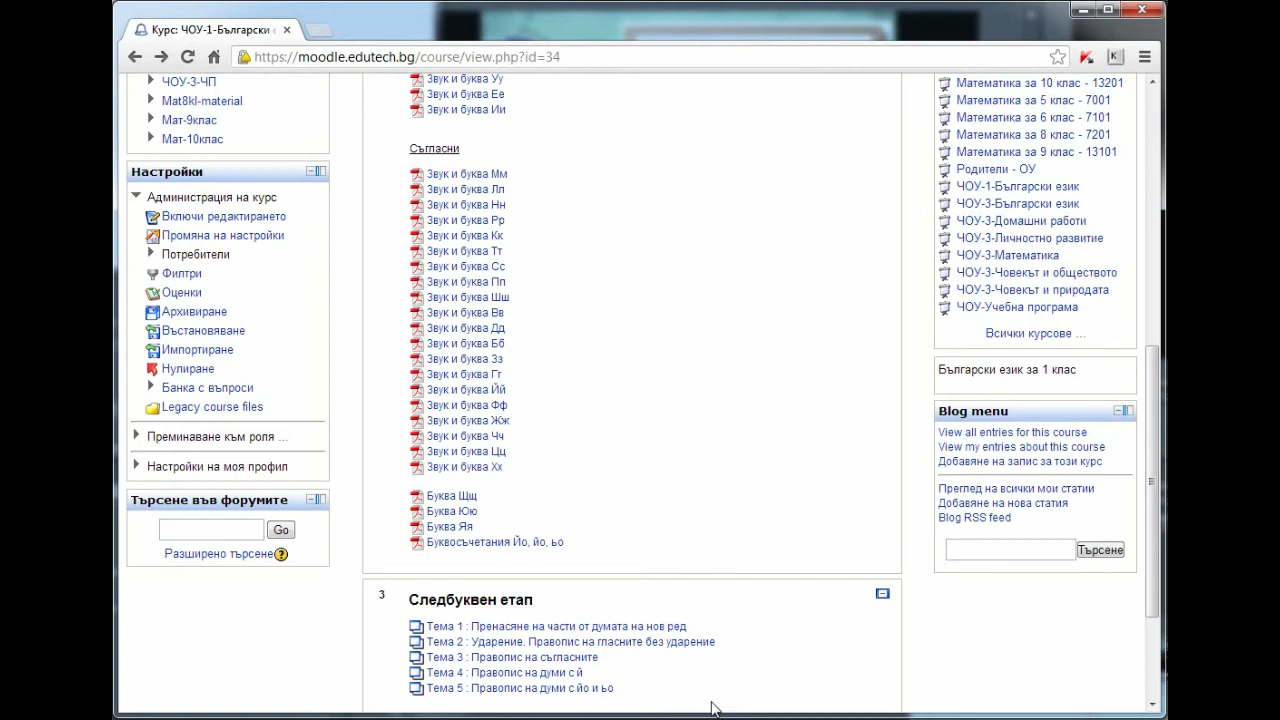 Курс: ЧОУ-1-Български
https://moodle.edutech.bg/course/view.php?id=34
ЧОУ-3-ЧП
Mat8kl-material
Мат-9клас
Мат-10клас
Настройки
Администрация на курс
Включи редактирането
Промяна на настройки
Потребители
Филтри
Оценки
Архивиране
Въстановяване
Импортиране
Нулиране
Банка с въпроси
Legacy course files
Преминаване към роля ...
Настройки на моя профил
Търсене във форумите
Go
Разширено търсене
Звук и буква Уу
Звук и буква Ее
Звук и буква Ии
Съгласни
Звук и буква Мм
Звук и буква Лл
Звук и буква Нн
Звук и буква Рр
Звук и буква Кк
Звук и буква Тт
Звук и буква Сс
Звук и буква Пп
Звук и буква Шш
Звук и буква Вв
Звук и буква Дд
Звук и буква Бб
Звук и буква Зз
Звук и буква Гг
Звук и буква Йй
Звук и буква Фф
Звук и буква Жж
Звук и буква Чч
Звук и буква Цц
Звук и буква Хх
Буква Щщ
Буква Юю
Буква Яя
Буквосъчетания Йо, йо, ьо
3
Следбуквен етап
Тема 1 : Пренасяне на части от думата на нов ред
Тема 2 : Ударение. Правопис на гласните без ударение
Тема 3 : Правопис на съгласните
Тема 4 : Правопис на думи с й
Тема 5 : Правопис на думи с йо и ьо
Математика за 10 клас - 13201
Математика за 5 клас - 7001
Математика за 6 клас - 7101
Математика за 8 клас - 7201
Математика за 9 клас - 13101
Родители - ОУ
ЧОУ-1-Български език
ЧОУ-3-Български език
ЧОУ-3-Домашни работи
ЧОУ-3-Личностно развитие
ЧОУ-3-Математика
ЧОУ-3-Човекът и обществото
ЧОУ-3-Човекът и природата
ЧОУ-Учебна програма
Всички курсове ...
Български език за 1 клас
Blog menu
View all entries for this course
View my entries about this course
Добавяне на запис за този курс
Преглед на всички мои статии
Добавяне на нова статия
Blog RSS feed
Търсене